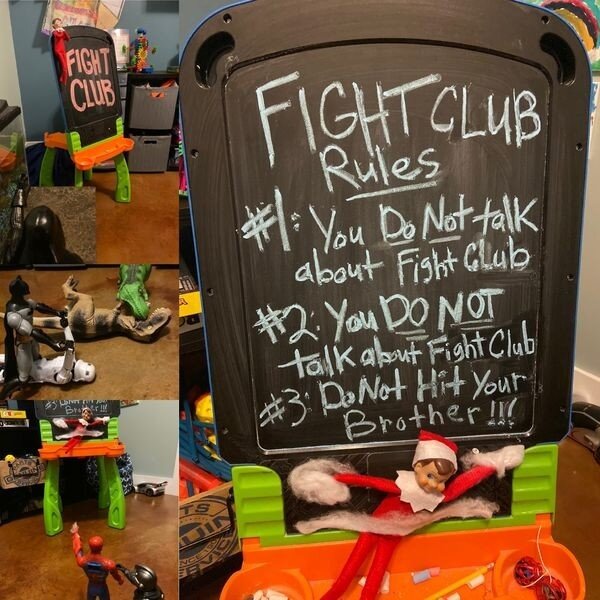 FIGHT
CLUB
FIGHT CLUB
Rules
#1: You Do Not talk
about Fight Club
#2: You DO NOT
talk about Fight Club
#3: Do Not Hit Your
Brother!!!
Brother!!!